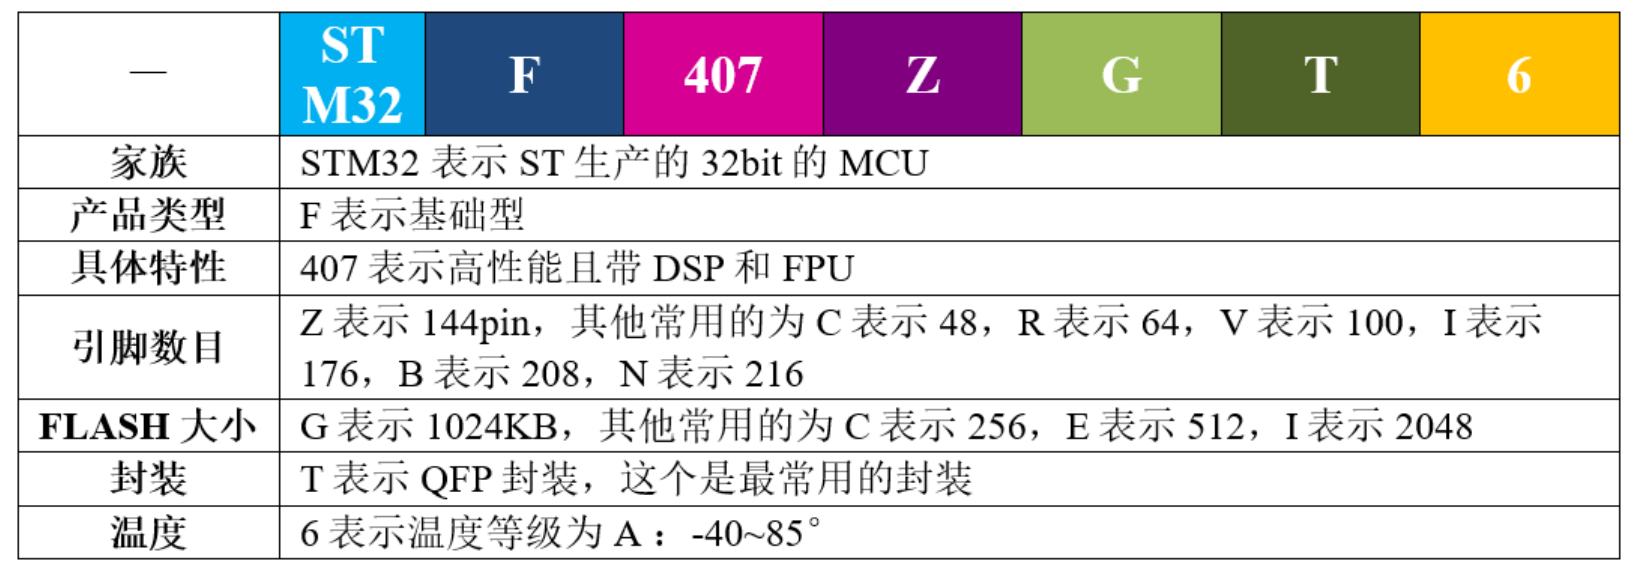 —
ST
M32
F
407
Z
G
T
6
家族
STM32 表示 ST 生产的 32bit 的 MCU
产品类型
F 表示基础型
具体特性
407 表示高性能且带 DSP 和 FPU
引脚数目
Z 表示 144pin，其他常用的为 C 表示 48，R 表示 64，V 表示 100，I 表示
176，B 表示 208，N 表示 216
FLASH 大小
G 表示 1024KB，其他常用的为 C 表示 256，E 表示 512，I 表示 2048
封装
T 表示 QFP 封装，这个是最常用的封装
温度
6 表示温度等级为 A ：-40~85°